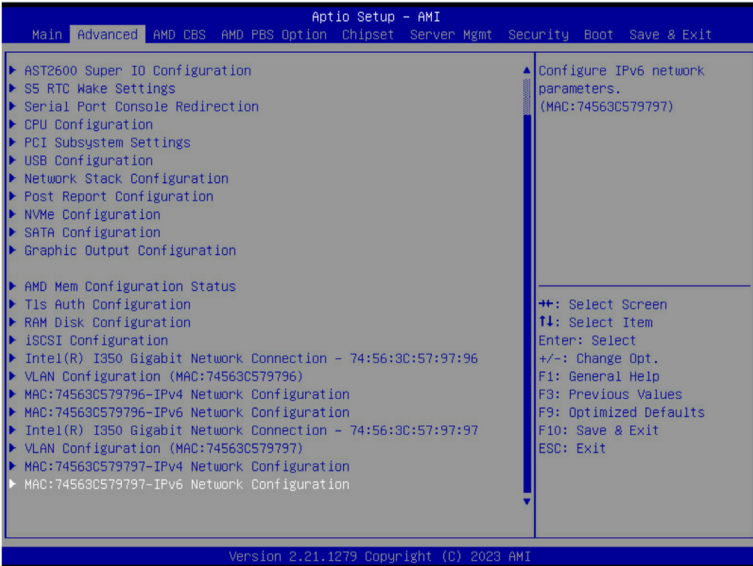 Aptio Setup – AMI
Main Advanced AMD CBS AMD PBS Option Chipset Server Mgmt Security Boot Save & Exit
AST2600 Super IO Configuration
S5 RTC Wake Settings
Serial Port Console Redirection
CPU Configuration
PCI Subsystem Settings
USB Configuration
Network Stack Configuration
Post Report Configuration
NVMe Configuration
SATA Configuration
Graphic Output Configuration
AMD Mem Configuration Status
Tls Auth Configuration
RAM Disk Configuration
iSCSI Configuration
Intel(R) I350 Gigabit Network Connection – 74:56:3C:57:97:96
VLAN Configuration (MAC:74563C579796)
MAC:74563C579796-IPv4 Network Configuration
MAC:74563C579796-IPv6 Network Configuration
Intel(R) I350 Gigabit Network Connection – 74:56:3C:57:97:97
VLAN Configuration (MAC:74563C579797)
MAC:74563C579797-IPv4 Network Configuration
MAC:74563C579797-IPv6 Network Configuration
Configure IPv6 network
parameters.
(MAC:74563C579797)
→←: Select Screen
↑↓: Select Item
Enter: Select
+/-: Change Opt.
F1: General Help
F3: Previous Values
F9: Optimized Defaults
F10: Save & Exit
ESC: Exit
Version 2.21.1279 Copyright (C) 2023 AMI